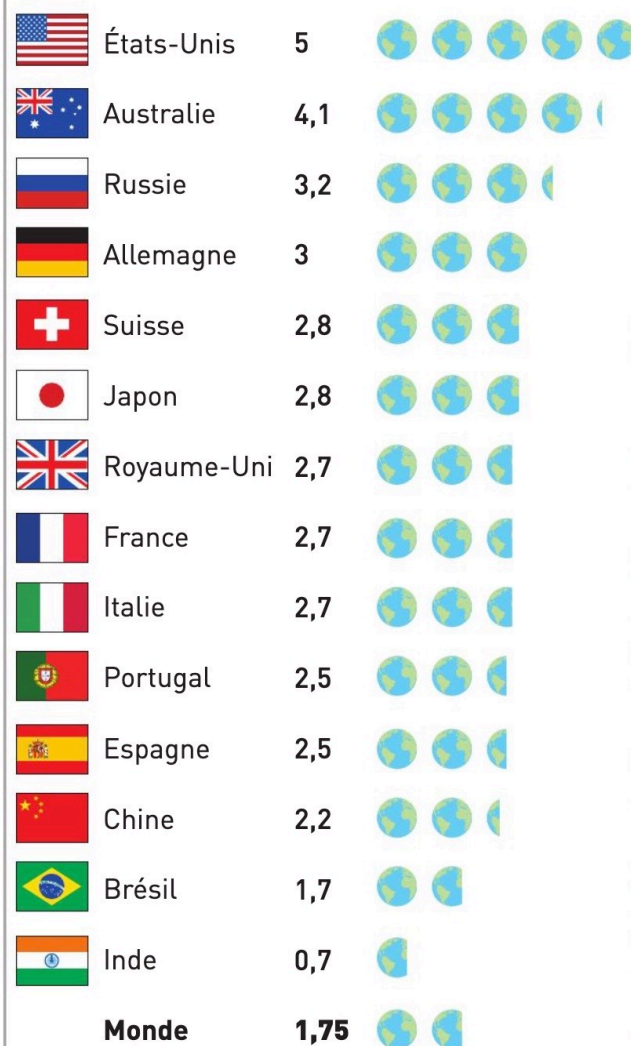 États-Unis 5
Australie 4,1
Russie 3,2
Allemagne 3
Suisse 2,8
Japon 2,8
Royaume-Uni 2,7
France 2,7
Italie 2,7
Portugal 2,5
Espagne 2,5
Chine 2,2
Brésil 1,7
Inde 0,7
Monde 1,75